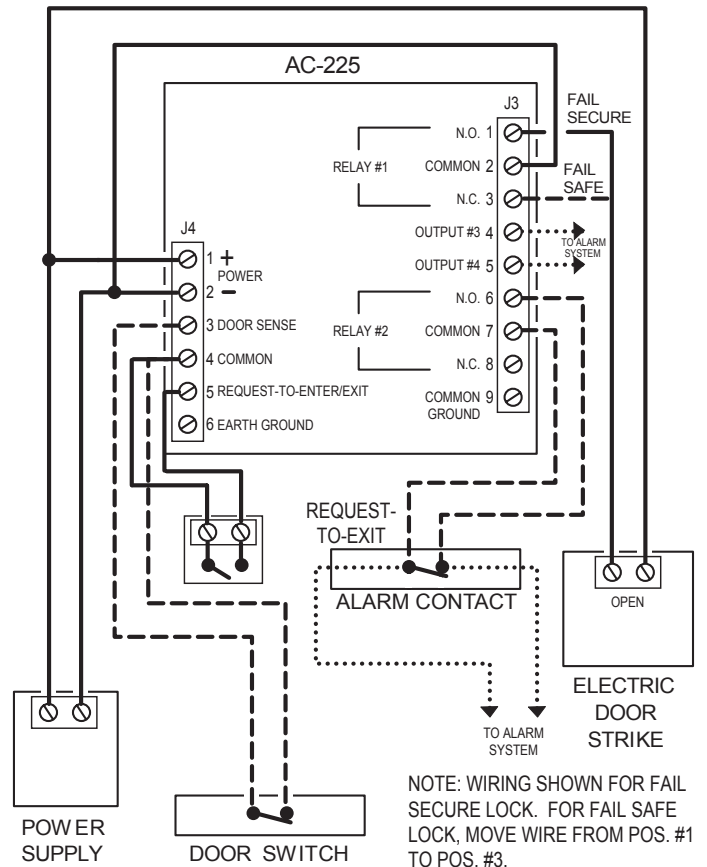 AC-225
J3
FAIL
SECURE
N.O. 1
RELAY #1
COMMON 2
FAIL
SAFE
N.C. 3
OUTPUT #3 4
TO ALARM
SYSTEM
OUTPUT #4 5
N.O. 6
RELAY #2
COMMON 7
N.C. 8
COMMON 9
GROUND
J4
1 +
POWER
2 -
3 DOOR SENSE
4 COMMON
5 REQUEST-TO-ENTER/EXIT
6 EARTH GROUND
REQUEST-
TO-EXIT
ALARM CONTACT
OPEN
ELECTRIC
DOOR
STRIKE
TO ALARM
SYSTEM
POWER
SUPPLY
DOOR SWITCH
NOTE: WIRING SHOWN FOR FAIL
SECURE LOCK. FOR FAIL SAFE
LOCK, MOVE WIRE FROM POS. #1
TO POS. #3.